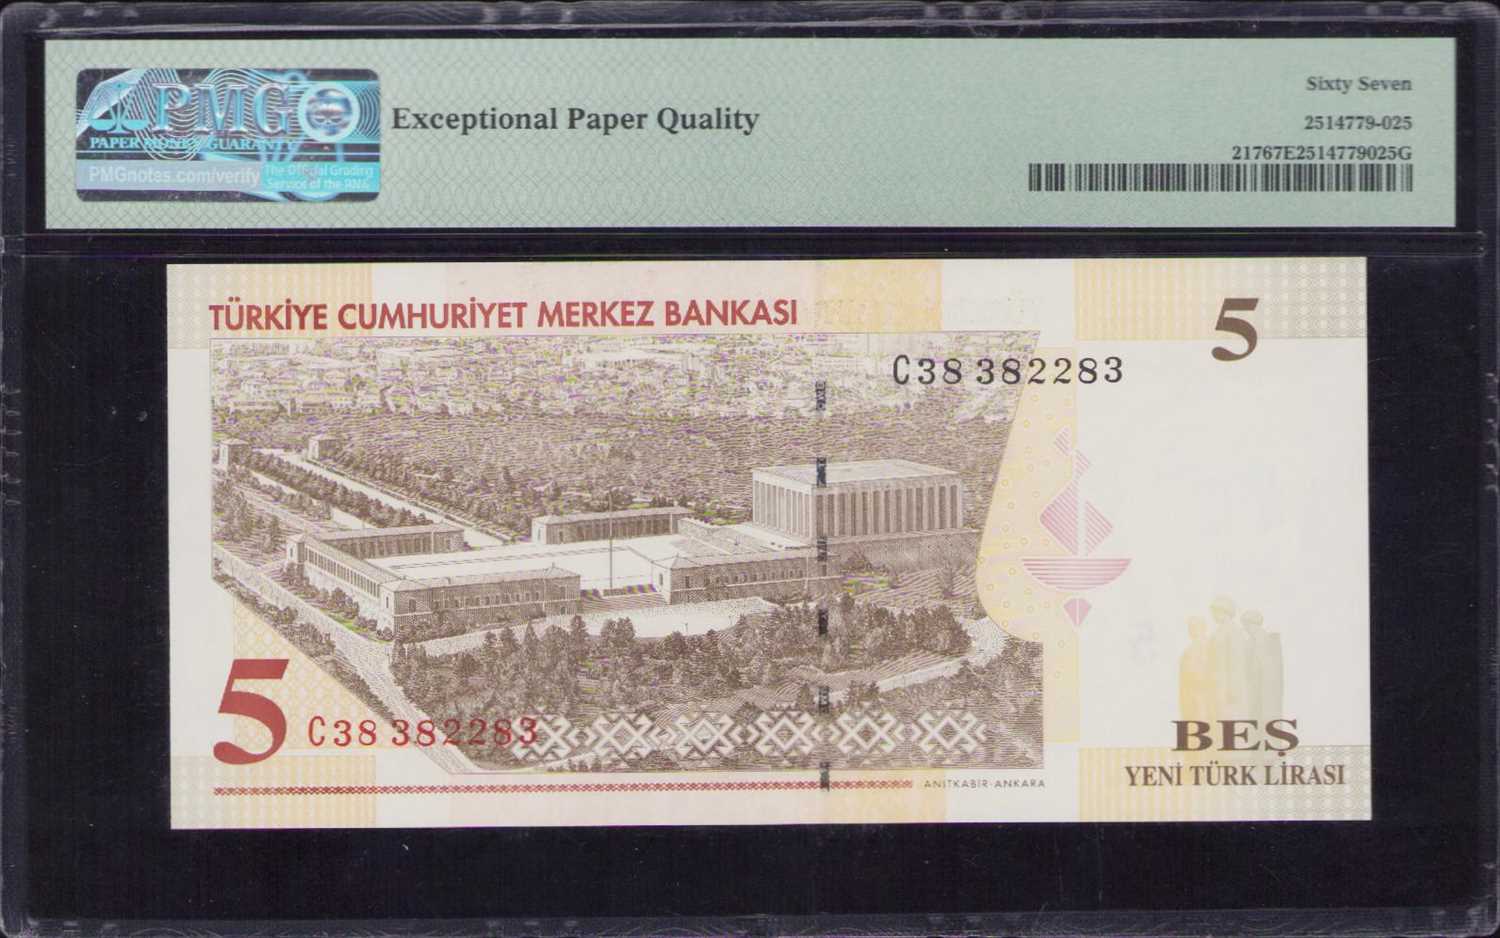 PMG
PAPER MONEY GUARANTY
PMGnotes.com/verify
The Official Grading
Service of the PNG
Exceptional Paper Quality
Sixty Seven
2514779-025
21767E2514779025G
TÜRKİYE CUMHURİYET MERKEZ BANKASI
5
C38 382283
5
C38 382283
BEŞ
YENİ TÜRK LİRASI
ANITKABİR-ANKARA